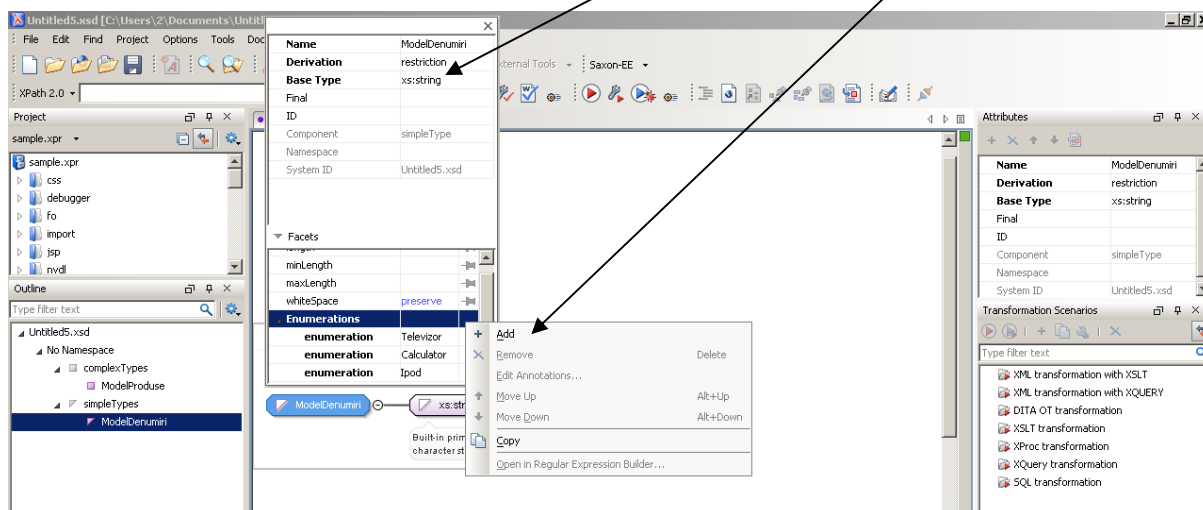 Untitled5.xsd [C:\Users\2\Documents\Untitl
File Edit Find Project Options Tools Doc
External Tools Saxon-EE
XPath 2.0
Project
sample.xpr
sample.xpr
css
debugger
fo
import
jsp
nvdl
Outline
Type filter text
Untitled5.xsd
No Namespace
complexTypes
ModelProduse
simpleTypes
ModelDenumiri
Name ModelDenumiri
Derivation restriction
Base Type xs:string
Final
ID
Component simpleType
Namespace
System ID Untitled5.xsd
Facets
minLength
maxLength
whiteSpace preserve
Enumerations
enumeration Televizor
enumeration Calculator
enumeration Ipod
ModelDenumiri xs:str
Built-in prim
character st
Add
Remove Delete
Edit Annotations...
Move Up Alt+Up
Move Down Alt+Down
Copy
Open in Regular Expression Builder...
Attributes
Name ModelDenumiri
Derivation restriction
Base Type xs:string
Final
ID
Component simpleType
Namespace
System ID Untitled5.xsd
Transformation Scenarios
Type filter text
XML transformation with XSLT
XML transformation with XQUERY
DITA OT transformation
XSLT transformation
XProc transformation
XQuery transformation
SQL transformation